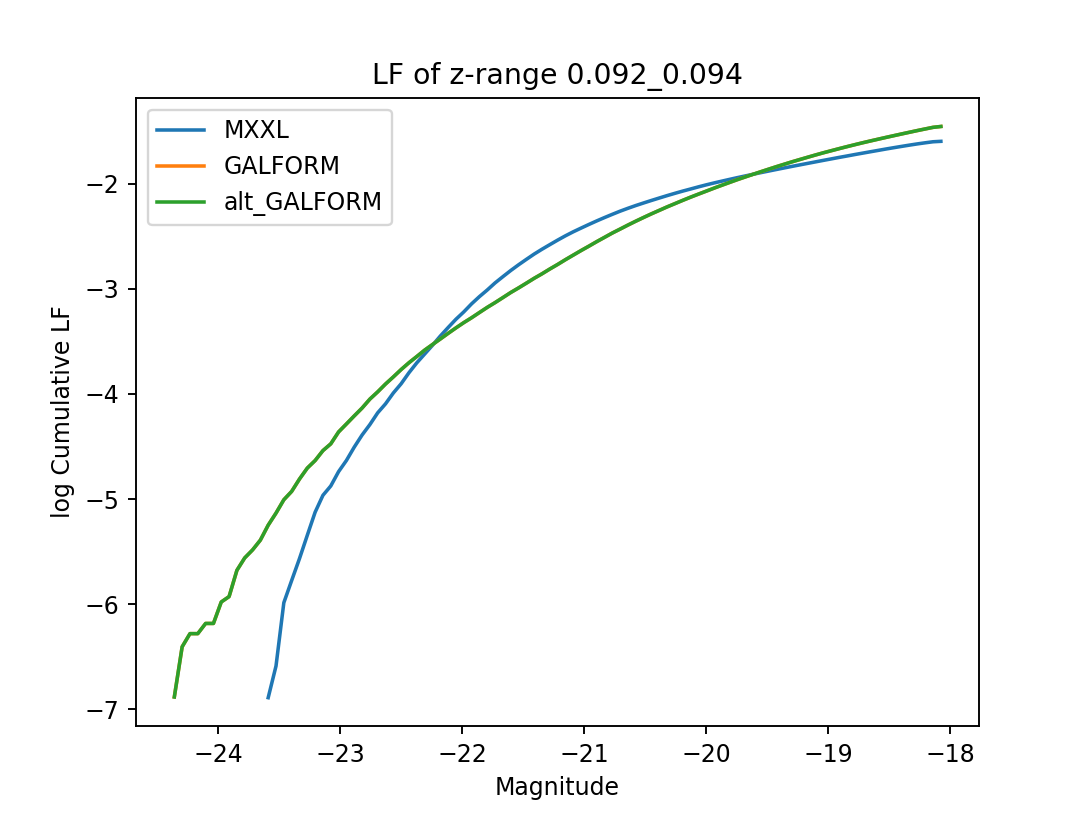 LF of z-range 0.092_0.094
MXXL
GALFORM
alt_GALFORM
log Cumulative LF
−2
−3
−4
−5
−6
−7
−24 −23 −22 −21 −20 −19 −18
Magnitude